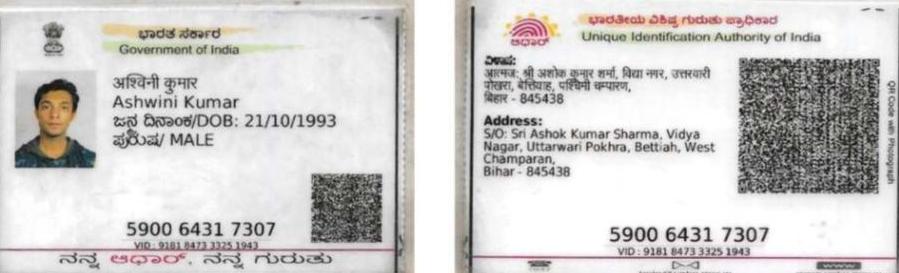 ಭಾರತ ಸರ್ಕಾರ
Government of India
अश्विनी कुमार
Ashwini Kumar
ಜನ್ಮ ದಿನಾಂಕ/DOB: 21/10/1993
ಪುರುಷ/ MALE
5900 6431 7307
VID : 9181 8473 3325 1943
ನನ್ನ ಆಧಾರ್, ನನ್ನ ಗುರುತು
ಭಾರತೀಯ ವಿಶಿಷ್ಟ ಗುರುತು ಪ್ರಾಧಿಕಾರ
Unique Identification Authority of India
ಆಧಾರ್
ವಿಳಾಸ:
आत्मज: श्री अशोक कुमार शर्मा, विद्या नगर, उत्तरवारी
पोखरा, बेत्तियाह, पश्चिमी चम्पारण,
बिहार - 845438
Address:
S/O: Sri Ashok Kumar Sharma, Vidya
Nagar, Uttarwari Pokhra, Bettiah, West
Champaran,
Bihar - 845438
QR Code with Photograph
5900 6431 7307
VID : 9181 8473 3325 1943